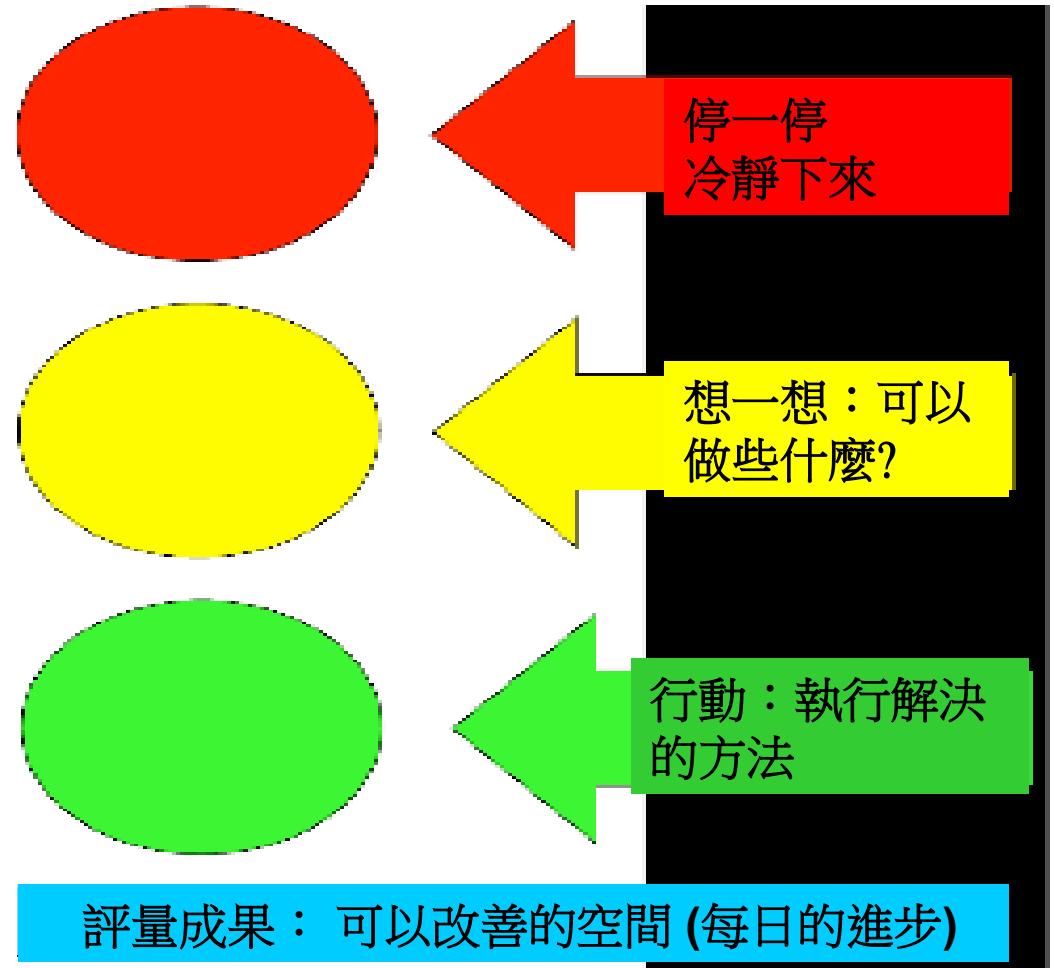 停一停
冷靜下來
想一想：可以
做些什麼?
行動：執行解決
的方法
評量成果： 可以改善的空間 (每日的進步)